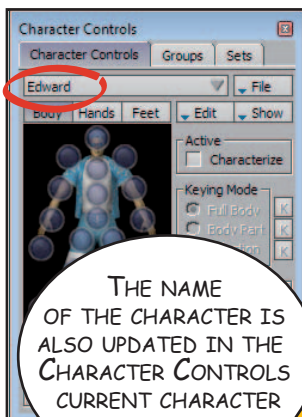 Character Controls
Character Controls Groups Sets
Edward File
Body Hands Feet Edit Show
Active
Characterize
Keying Mode
Full Body K
Body Part K
K
THE NAME
OF THE CHARACTER IS
ALSO UPDATED IN THE
CHARACTER CONTROLS
CURRENT CHARACTER